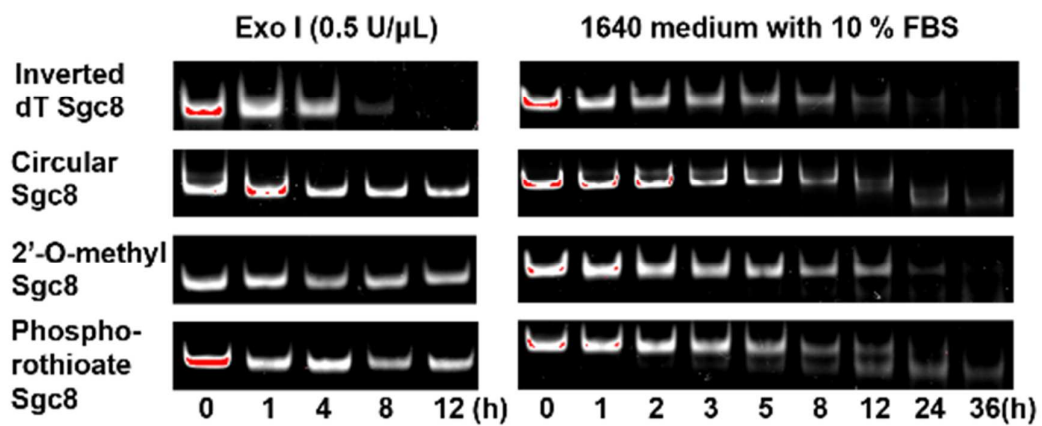 Exo I (0.5 U/μL)
1640 medium with 10 % FBS
Inverted
dT Sgc8
Circular
Sgc8
2'-O-methyl
Sgc8
Phospho-
rothioate
Sgc8
0 1 4 8 12 (h)
0 1 2 3 5 8 12 24 36(h)